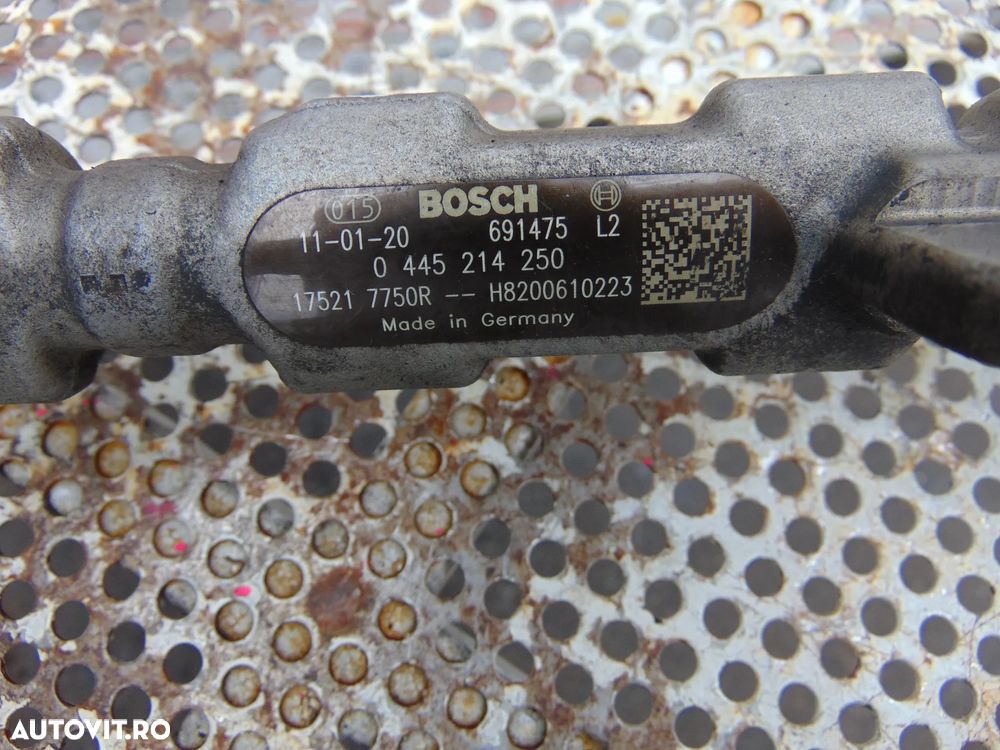 015 BOSCH
11-01-20 691475 L2
0 445 214 250
17521 7750R -- H8200610223
Made in Germany
AUTOVIT.RO